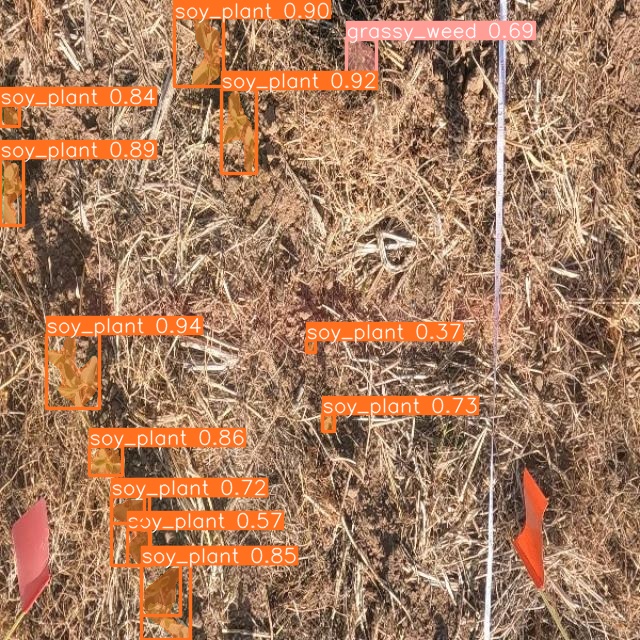 soy_plant 0.90
grassy_weed 0.69
soy_plant 0.92
soy_plant 0.84
soy_plant 0.89
soy_plant 0.94
soy_plant 0.37
soy_plant 0.73
soy_plant 0.86
soy_plant 0.72
soy_plant 0.57
soy_plant 0.85